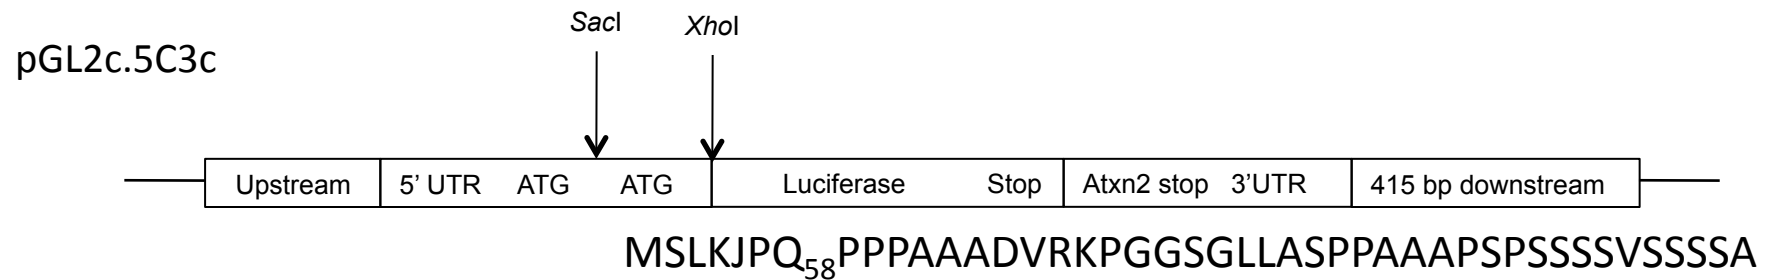 SacI XhoI
pGL2c.5C3c
Upstream 5' UTR ATG ATG Luciferase Stop Atxn2 stop 3'UTR 415 bp downstream
MSLKJPQ58PPPAAADVRKPGGSGLLASPPAAAPSPSSSSVSSSSA